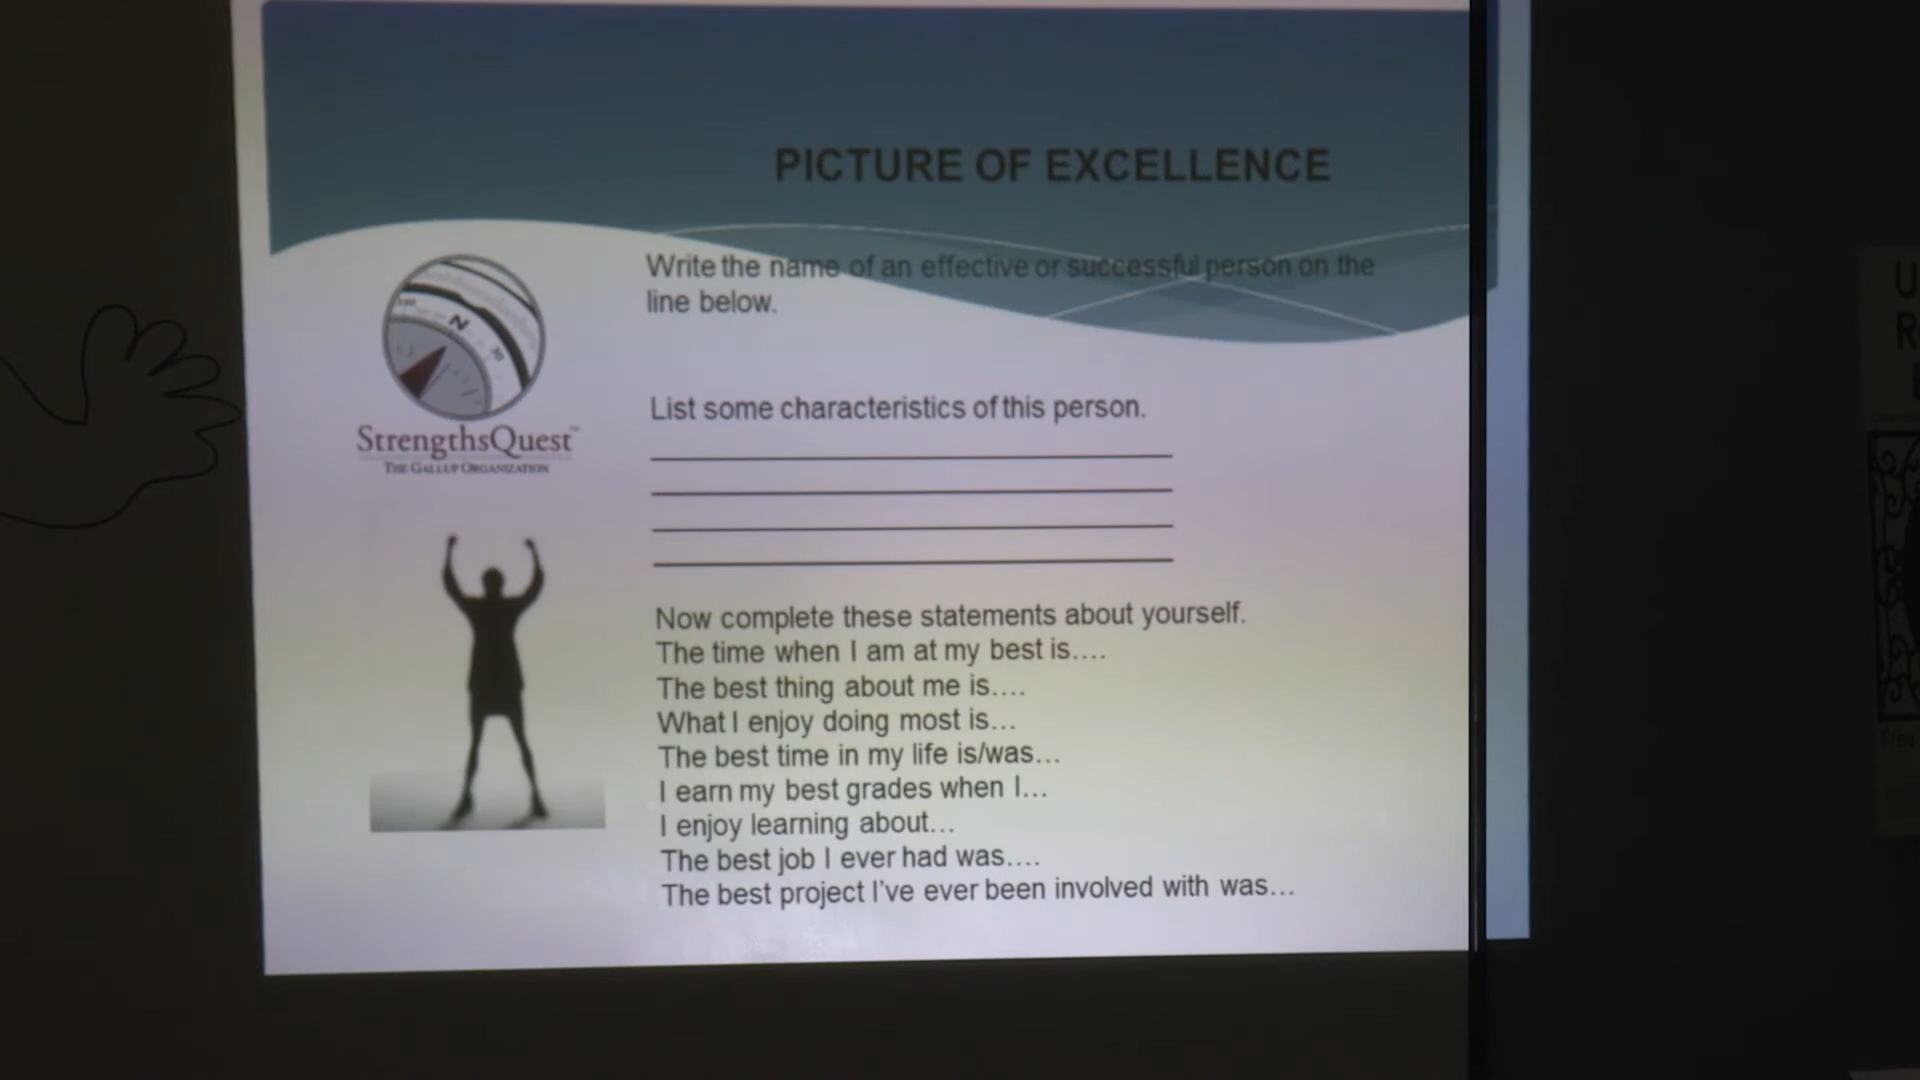 PICTURE OF EXCELLENCE
Write the name of an effective or successful person on the
line below.
N
StrengthsQuest™
THE GALLUP ORGANIZATION
List some characteristics of this person.
Now complete these statements about yourself.
The time when I am at my best is....
The best thing about me is....
What I enjoy doing most is...
The best time in my life is/was...
I earn my best grades when I...
I enjoy learning about...
The best job I ever had was....
The best project I've ever been involved with was...
U
R